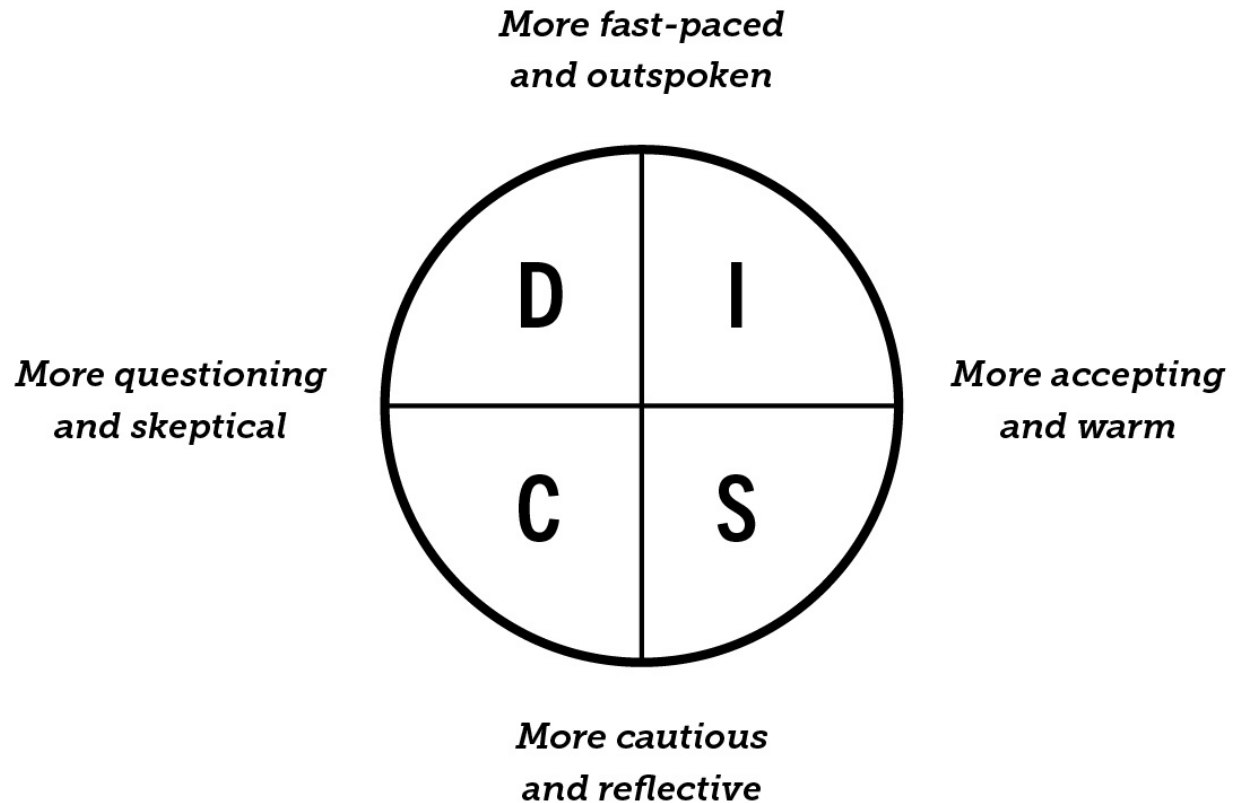 More fast-paced
and outspoken
D I
More questioning
and skeptical
More accepting
and warm
C S
More cautious
and reflective